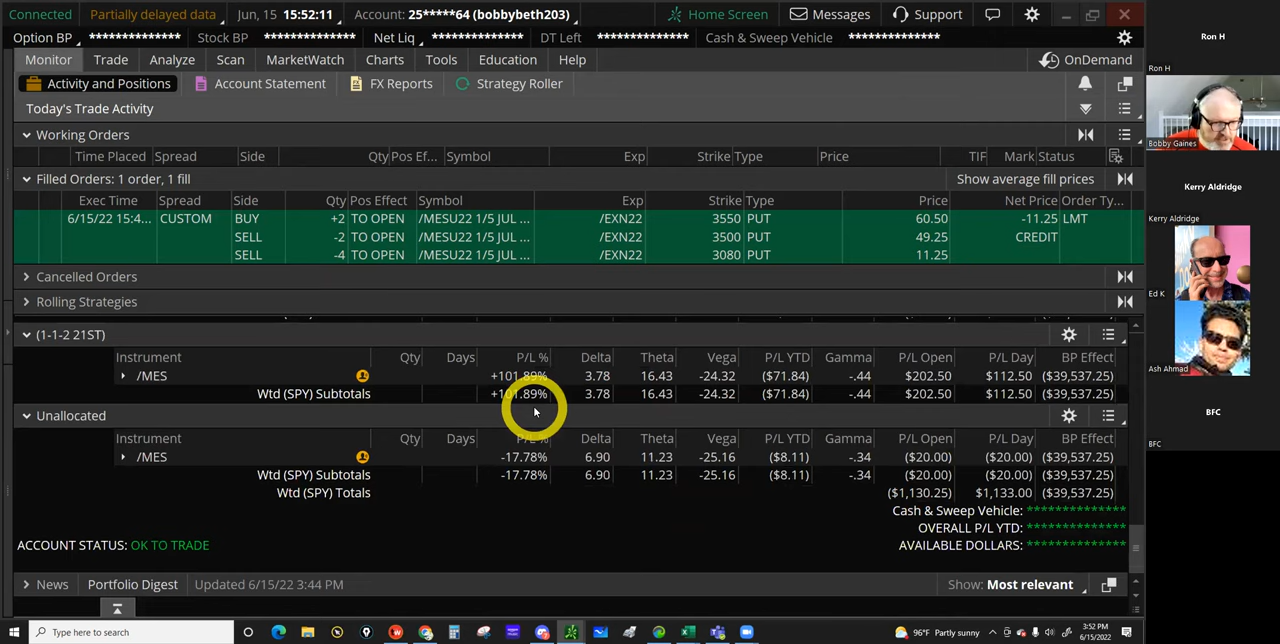 Connected Partially delayed data Jun, 15 15:52:11 Account: 25*****64 (bobbybeth203) Home Screen Messages Support
Option BP ************** Stock BP ************** Net Liq ************** DT Left ************** Cash & Sweep Vehicle **************
Monitor Trade Analyze Scan MarketWatch Charts Tools Education Help OnDemand
Activity and Positions Account Statement FX Reports Strategy Roller
Today's Trade Activity
Working Orders
Time Placed Spread Side Qty Pos Ef... Symbol Exp Strike Type Price TIF Mark Status
Filled Orders: 1 order, 1 fill Show average fill prices
Exec Time Spread Side Qty Pos Effect Symbol Exp Strike Type Price Net Price Order Ty...
6/15/22 15:4... CUSTOM BUY +2 TO OPEN /MESU22 1/5 JUL ... /EXN22 3550 PUT 60.50 -11.25 LMT
SELL -2 TO OPEN /MESU22 1/5 JUL ... /EXN22 3500 PUT 49.25 CREDIT
SELL -4 TO OPEN /MESU22 1/5 JUL ... /EXN22 3080 PUT 11.25
Cancelled Orders
Rolling Strategies
(1-1-2 21ST)
Instrument Qty Days P/L % Delta Theta Vega P/L YTD Gamma P/L Open P/L Day BP Effect
/MES +101.89% 3.78 16.43 -24.32 ($71.84) -.44 $202.50 $112.50 ($39,537.25)
Wtd (SPY) Subtotals +101.89% 3.78 16.43 -24.32 ($71.84) -.44 $202.50 $112.50 ($39,537.25)
Unallocated
Instrument Qty Days P/L % Delta Theta Vega P/L YTD Gamma P/L Open P/L Day BP Effect
/MES -17.78% 6.90 11.23 -25.16 ($8.11) -.34 ($20.00) ($20.00) ($39,537.25)
Wtd (SPY) Subtotals -17.78% 6.90 11.23 -25.16 ($8.11) -.34 ($20.00) ($20.00) ($39,537.25)
Wtd (SPY) Totals ($1,130.25) $1,133.00 ($39,537.25)
Cash & Sweep Vehicle: **************
OVERALL P/L YTD: **************
ACCOUNT STATUS: OK TO TRADE AVAILABLE DOLLARS: **************
News Portfolio Digest Updated 6/15/22 3:44 PM Show: Most relevant
Type here to search 96°F Partly sunny 3:52 PM
6/15/2022
Ron H
Ron H
Bobby Gaines
Kerry Aldridge
Kerry Aldridge
Ed K
Ash Ahmad
BFC
BFC